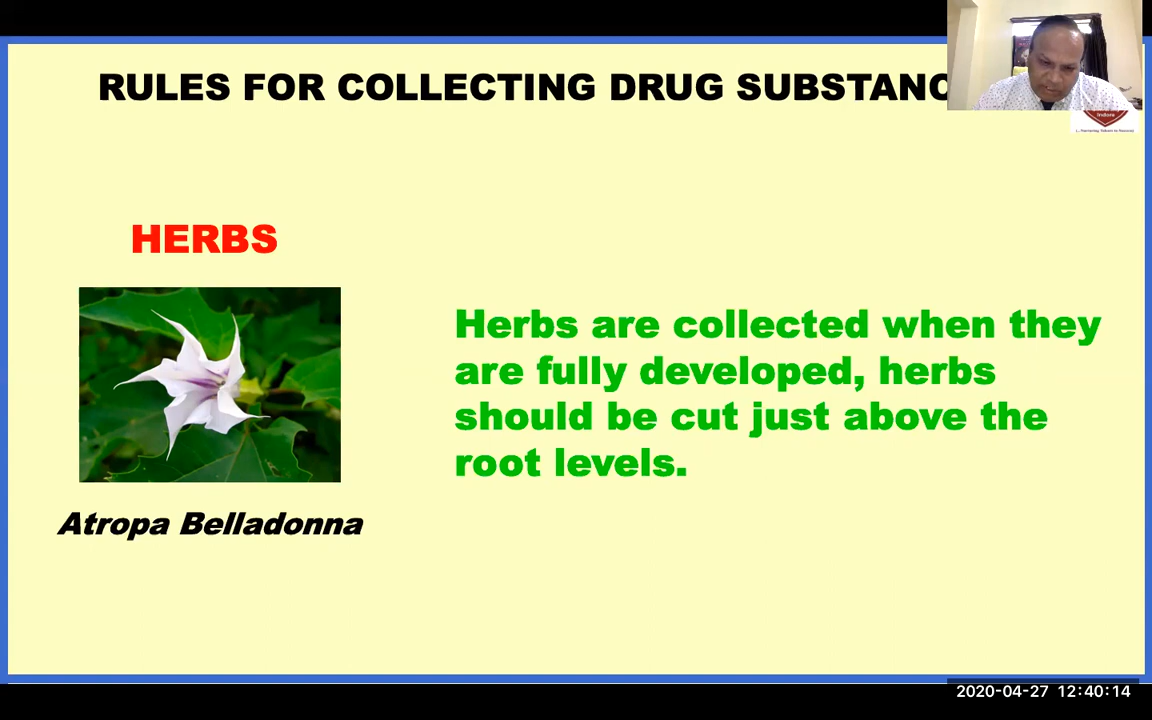 RULES FOR COLLECTING DRUG
HERBS
Herbs are collected when they
are fully developed, herbs
should be cut just above the
root levels.
Atropa Belladonna
Indore
2020-04-27 12:40:14